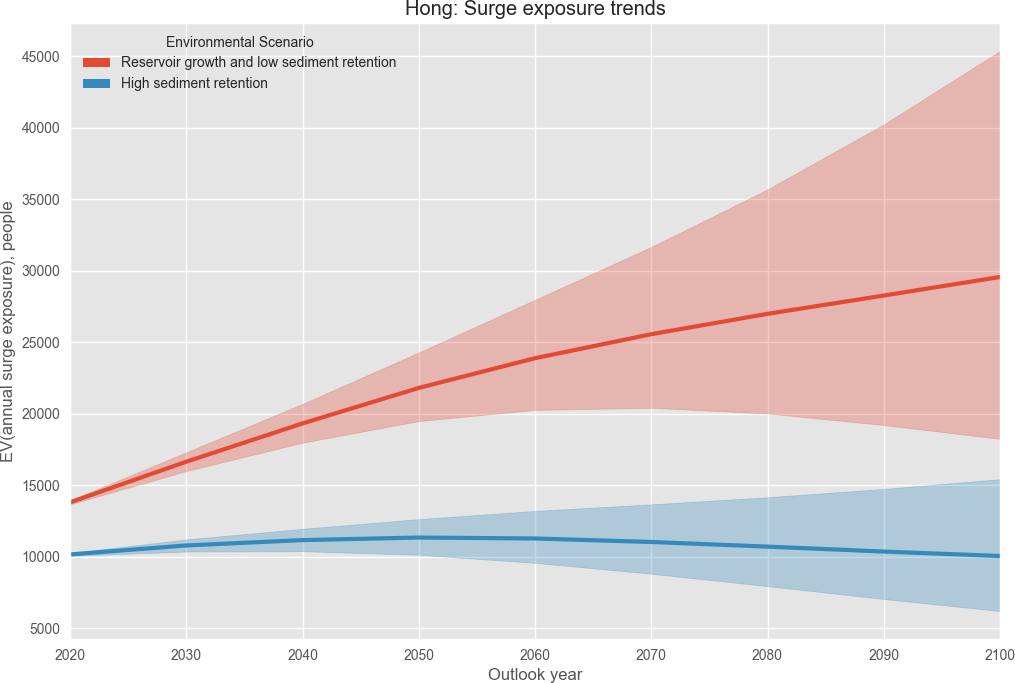 Hong: Surge exposure trends
Environmental Scenario
Reservoir growth and low sediment retention
High sediment retention
EV(annual surge exposure), people
45000
40000
35000
30000
25000
20000
15000
10000
5000
2020 2030 2040 2050 2060 2070 2080 2090 2100
Outlook year